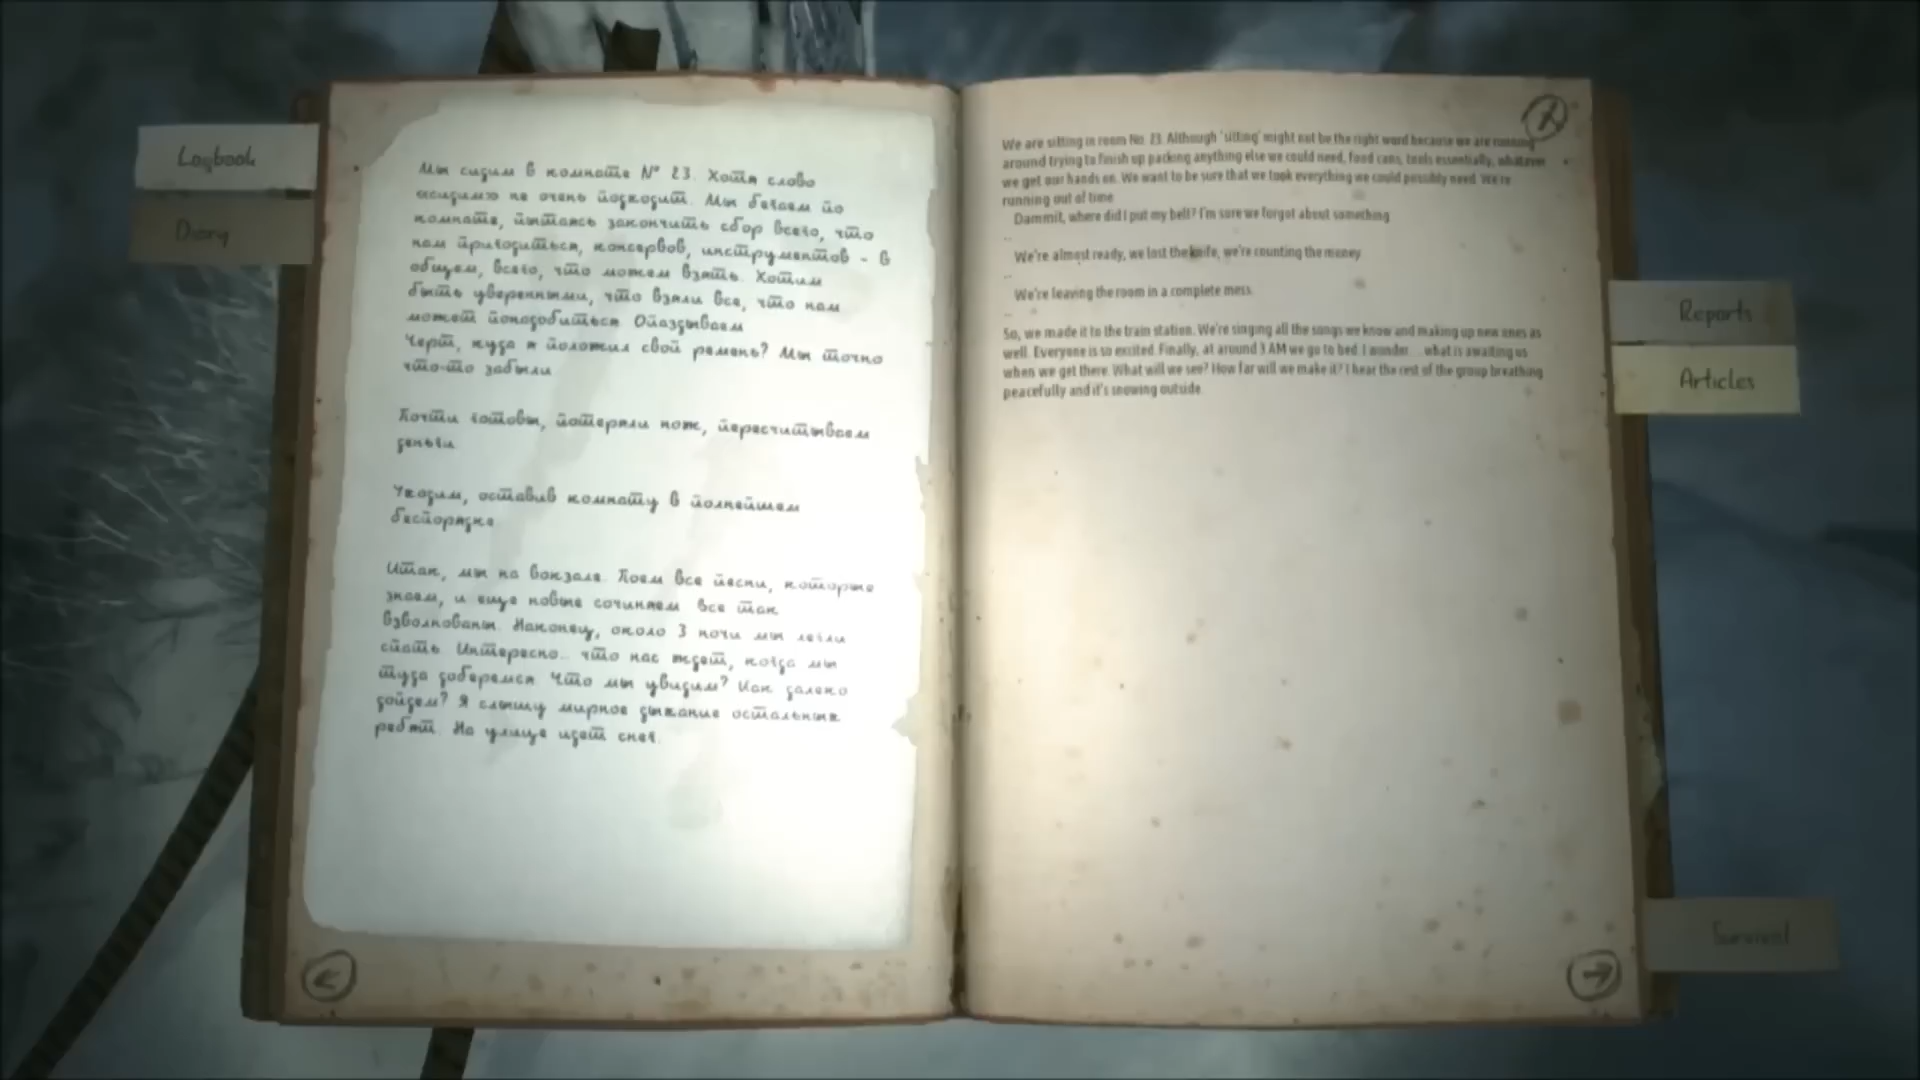 Logbook
Diary
Мы сидим в комнате № 23. Хотя слово
«сидим» не очень подходит. Мы бегаем по
комнате, пытаясь закончить сбор всего, что
нам пригодиться, консервов, инструментов - в
общем, всего, что можем взять. Хотим
быть уверенными, что взяли все, что нам
может понадобиться Опаздываем
Черт, куда я положил свой ремень? Мы точно
что-то забыли
Почти готовы, потеряли нож, пересчитываем
деньги
Уходим, оставив комнату в полнейшем
беспорядке
Итак, мы на вокзале. Поем все песни, которые
знаем, и еще новые сочиняем все так
взволнованы. Наконец, около 3 ночи мы легли
спать. Интересно.. что нас ждет, когда мы
туда доберемся Что мы увидим? Как далеко
дойдем? Я слышу мирное дыхание остальных
ребят. На улице идет снег.
We are sitting in room No. 23. Although 'sitting' might not be the right word because we are running
around trying to finish up packing anything else we could need, food cans, tools essentially, whatever
we get our hands on. We want to be sure that we took everything we could possibly need. We're
running out of time
Dammit, where did I put my belt? I'm sure we forgot about something
..
We're almost ready, we lost the knife, we're counting the money
..
We're leaving the room in a complete mess.
..
So, we made it to the train station. We're singing all the songs we know and making up new ones as
well. Everyone is so excited. Finally, at around 3 AM we go to bed. I wonder... what is awaiting us
when we get there. What will we see? How far will we make it? I hear the rest of the group breathing
peacefully and it's snowing outside.
Reports
Articles
Survival